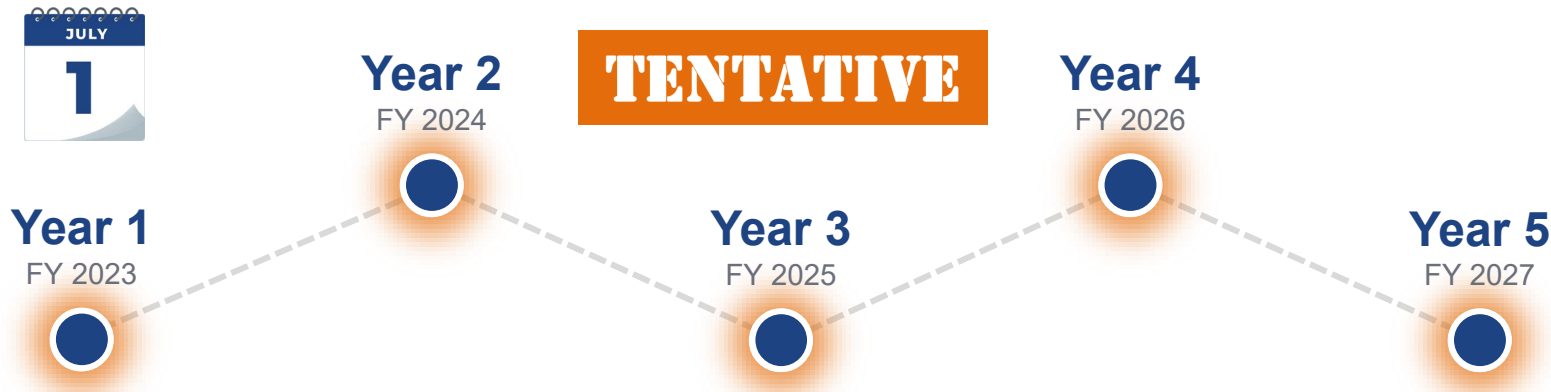 JULY
1
Year 1
FY 2023
Year 2
FY 2024
TENTATIVE
Year 3
FY 2025
Year 4
FY 2026
Year 5
FY 2027